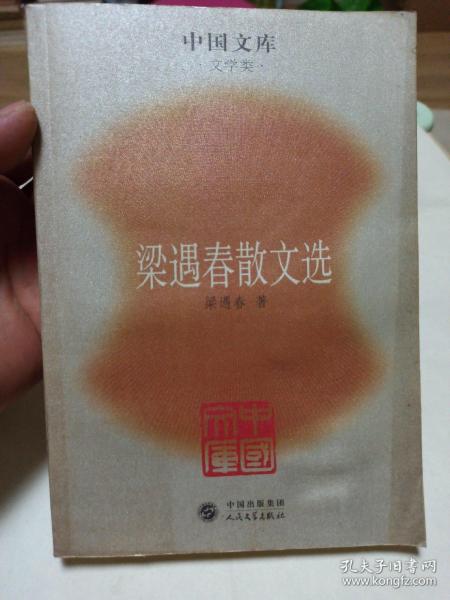 中国文库
·文学类·
梁遇春散文选
梁遇春 著
中國
文庫
中国出版集团
人民文学出版社
孔夫子旧书网
www.kongfz.com